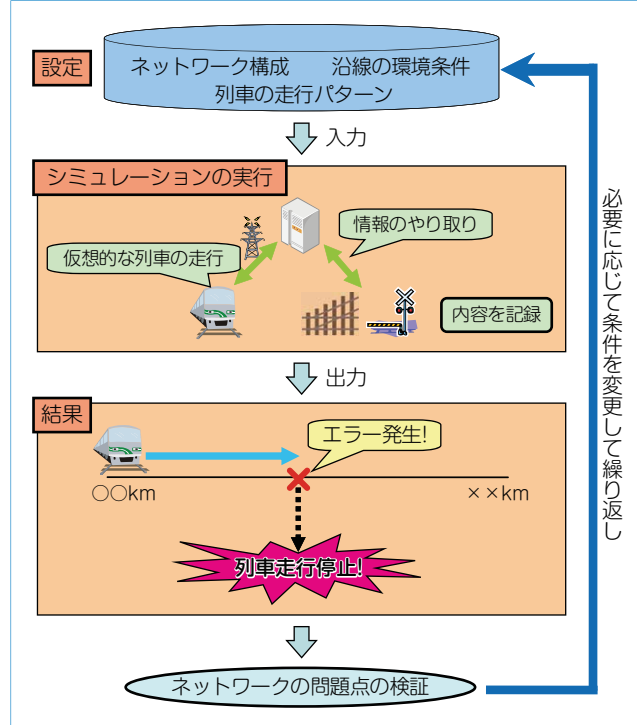 設定
ネットワーク構成　沿線の環境条件
列車の走行パターン
入力
シミュレーションの実行
情報のやり取り
仮想的な列車の走行
内容を記録
出力
結果
エラー発生!
○○km
××km
列車走行停止!
ネットワークの問題点の検証
必要に応じて条件を変更して繰り返し